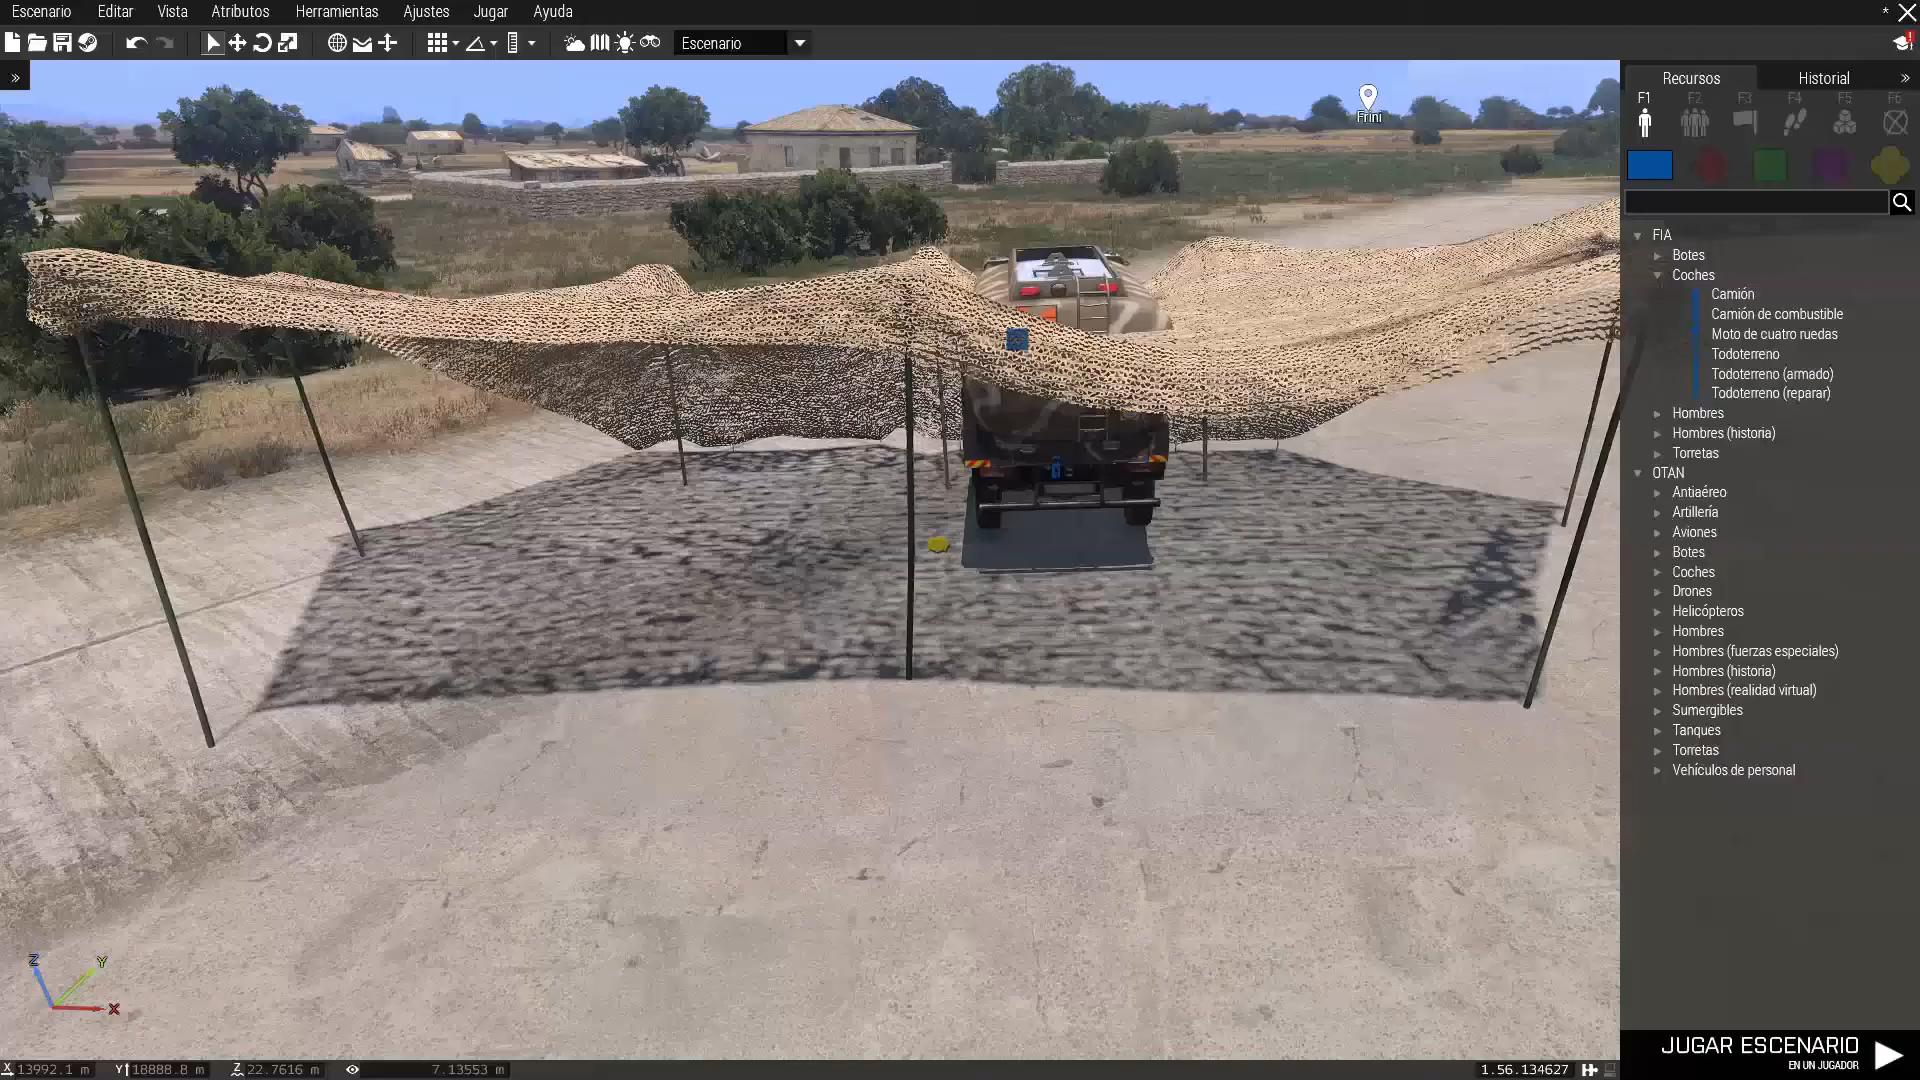 Escenario Editar Vista Atributos Herramientas Ajustes Jugar Ayuda
* 
Escenario
Recursos Historial
F1 F2 F3 F4 F5 F6
Frini
FIA
Botes
Coches
Camión
Camión de combustible
Moto de cuatro ruedas
Todoterreno
Todoterreno (armado)
Todoterreno (reparar)
Hombres
Hombres (historia)
Torretas
OTAN
Antiaéreo
Artillería
Aviones
Botes
Coches
Drones
Helicópteros
Hombres
Hombres (fuerzas especiales)
Hombres (historia)
Hombres (realidad virtual)
Sumergibles
Tanques
Torretas
Vehículos de personal
Z Y X
JUGAR ESCENARIO
EN UN JUGADOR
X 13992.1 m Y 18888.8 m Z 22.7616 m 7.13553 m 1.56.134627